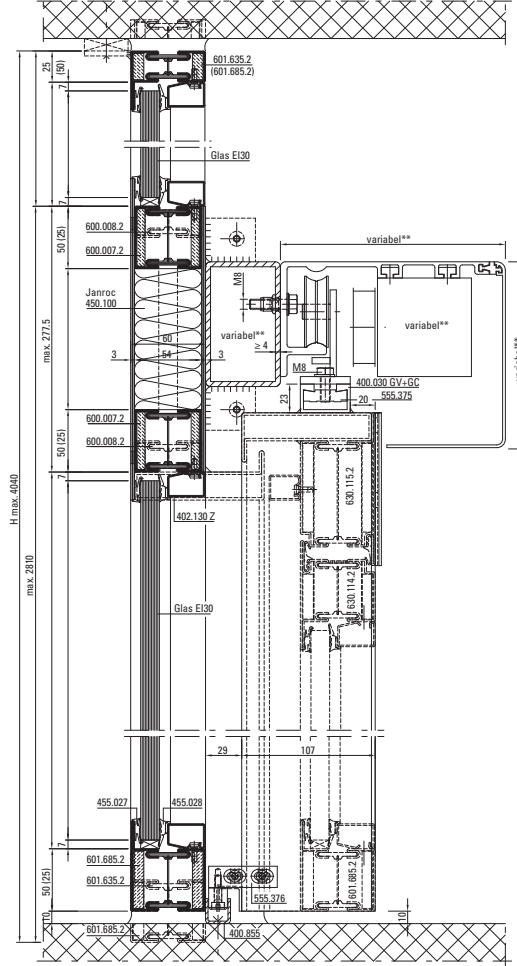 25
(50)
7
601.635.2
(601.685.2)
Glas EI30
7
600.008.2
600.007.2
50 (25)
Janroc
450.100
max. 277.5
3
60
54
3
variabel**
M8
variabel**
≥ 4
variabel**
variabel**
M8
400.030 GV+GC
23
20
555.375
600.007.2
600.008.2
50 (25)
H max. 4040
max. 2810
402.130 Z
630.115.2
630.114.2
Glas EI30
29
107
455.027
455.028
7
601.685.2
601.635.2
50 (25)
555.376
601.685.2
10
10
601.685.2
400.855